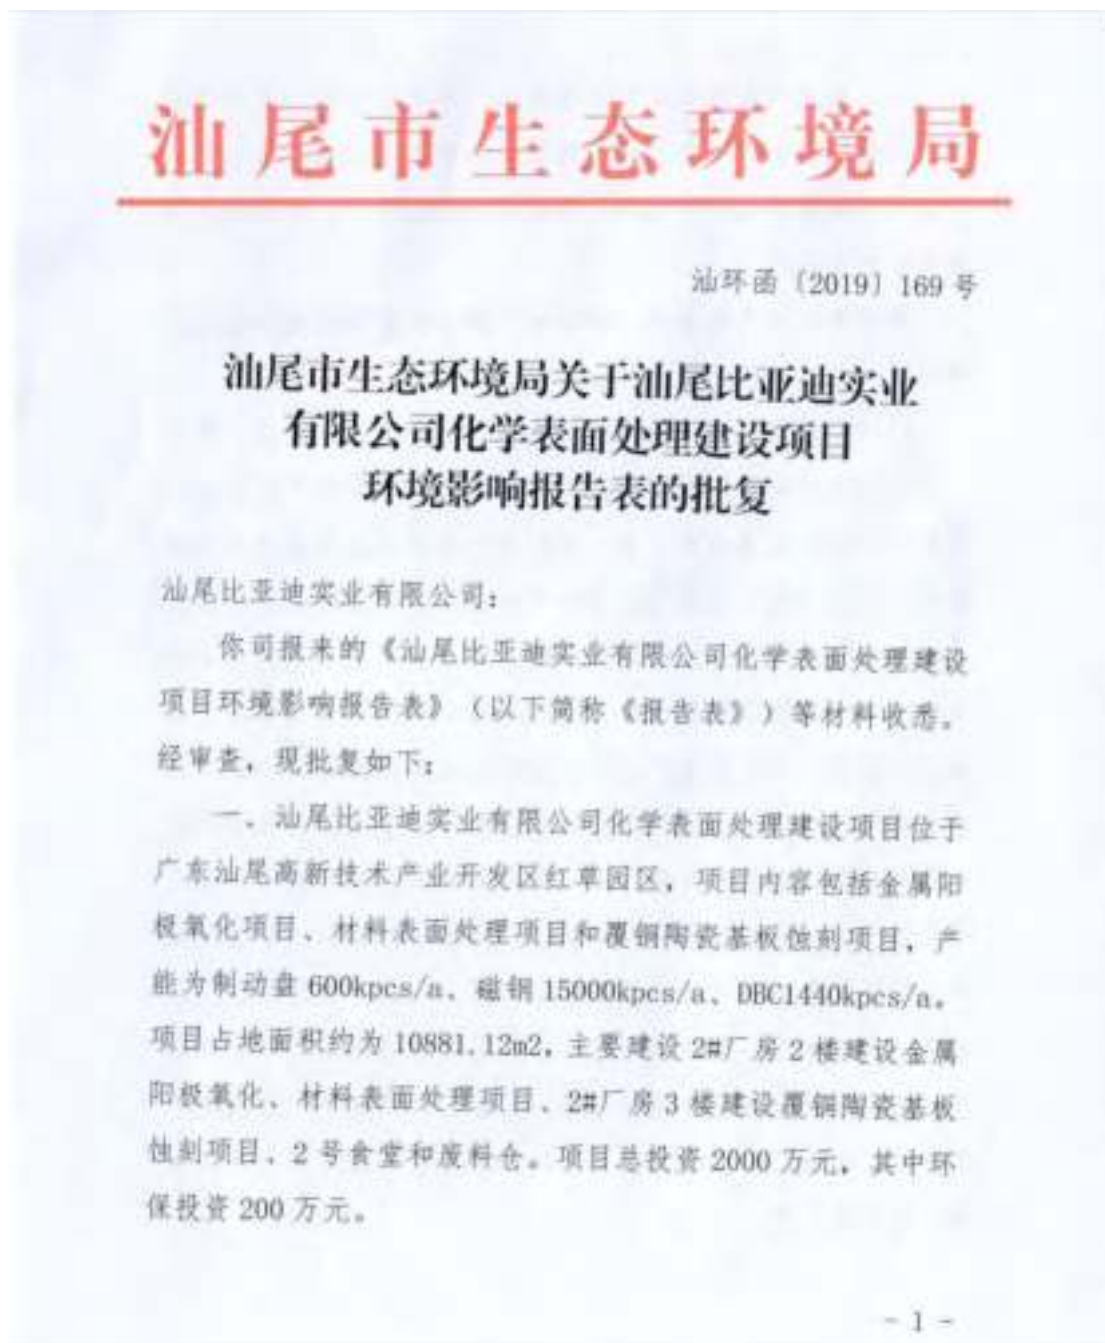 汕尾市生态环境局
汕环函〔2019〕169号
汕尾市生态环境局关于汕尾比亚迪实业
有限公司化学表面处理建设项目
环境影响报告表的批复
汕尾比亚迪实业有限公司:
你司报来的《汕尾比亚迪实业有限公司化学表面处理建设
项目环境影响报告表》（以下简称《报告表》）等材料收悉。
经审查，现批复如下:
一、汕尾比亚迪实业有限公司化学表面处理建设项目位于
广东汕尾高新技术产业开发区红草园区，项目内容包括金属阳
极氧化项目、材料表面处理项目和覆铜陶瓷基板蚀刻项目，产
能为制动盘600kpcs/a、磁钢15000kpcs/a、DBC1440kpcs/a。
项目占地面积约为10881.12m2，主要建设2#厂房2楼建设金属
阳极氧化、材料表面处理项目、2#厂房3楼建设覆铜陶瓷基板
蚀刻项目、2号食堂和废料仓。项目总投资2000万元，其中环
保投资200万元。
- 1 -